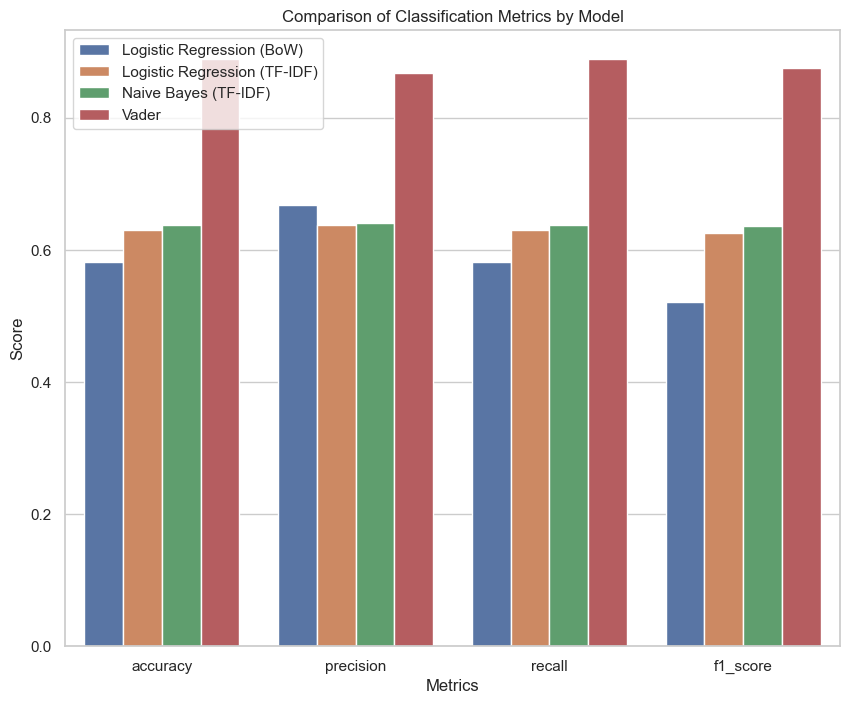 Comparison of Classification Metrics by Model
Logistic Regression (BoW)
Logistic Regression (TF-IDF)
Naive Bayes (TF-IDF)
Vader
Score
0.8
0.6
0.4
0.2
0.0
accuracy
precision
recall
f1_score
Metrics